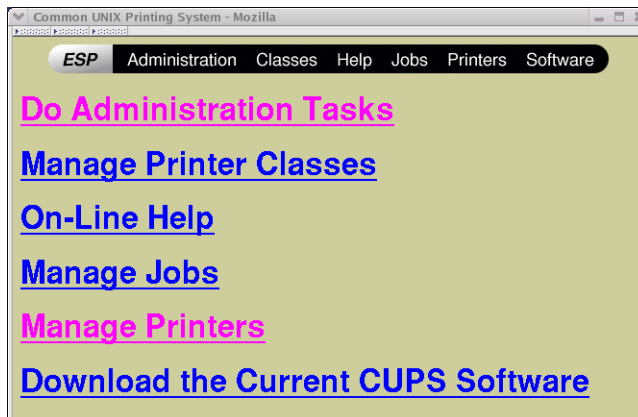 Common UNIX Printing System - Mozilla
ESP Administration Classes Help Jobs Printers Software
Do Administration Tasks
Manage Printer Classes
On-Line Help
Manage Jobs
Manage Printers
Download the Current CUPS Software